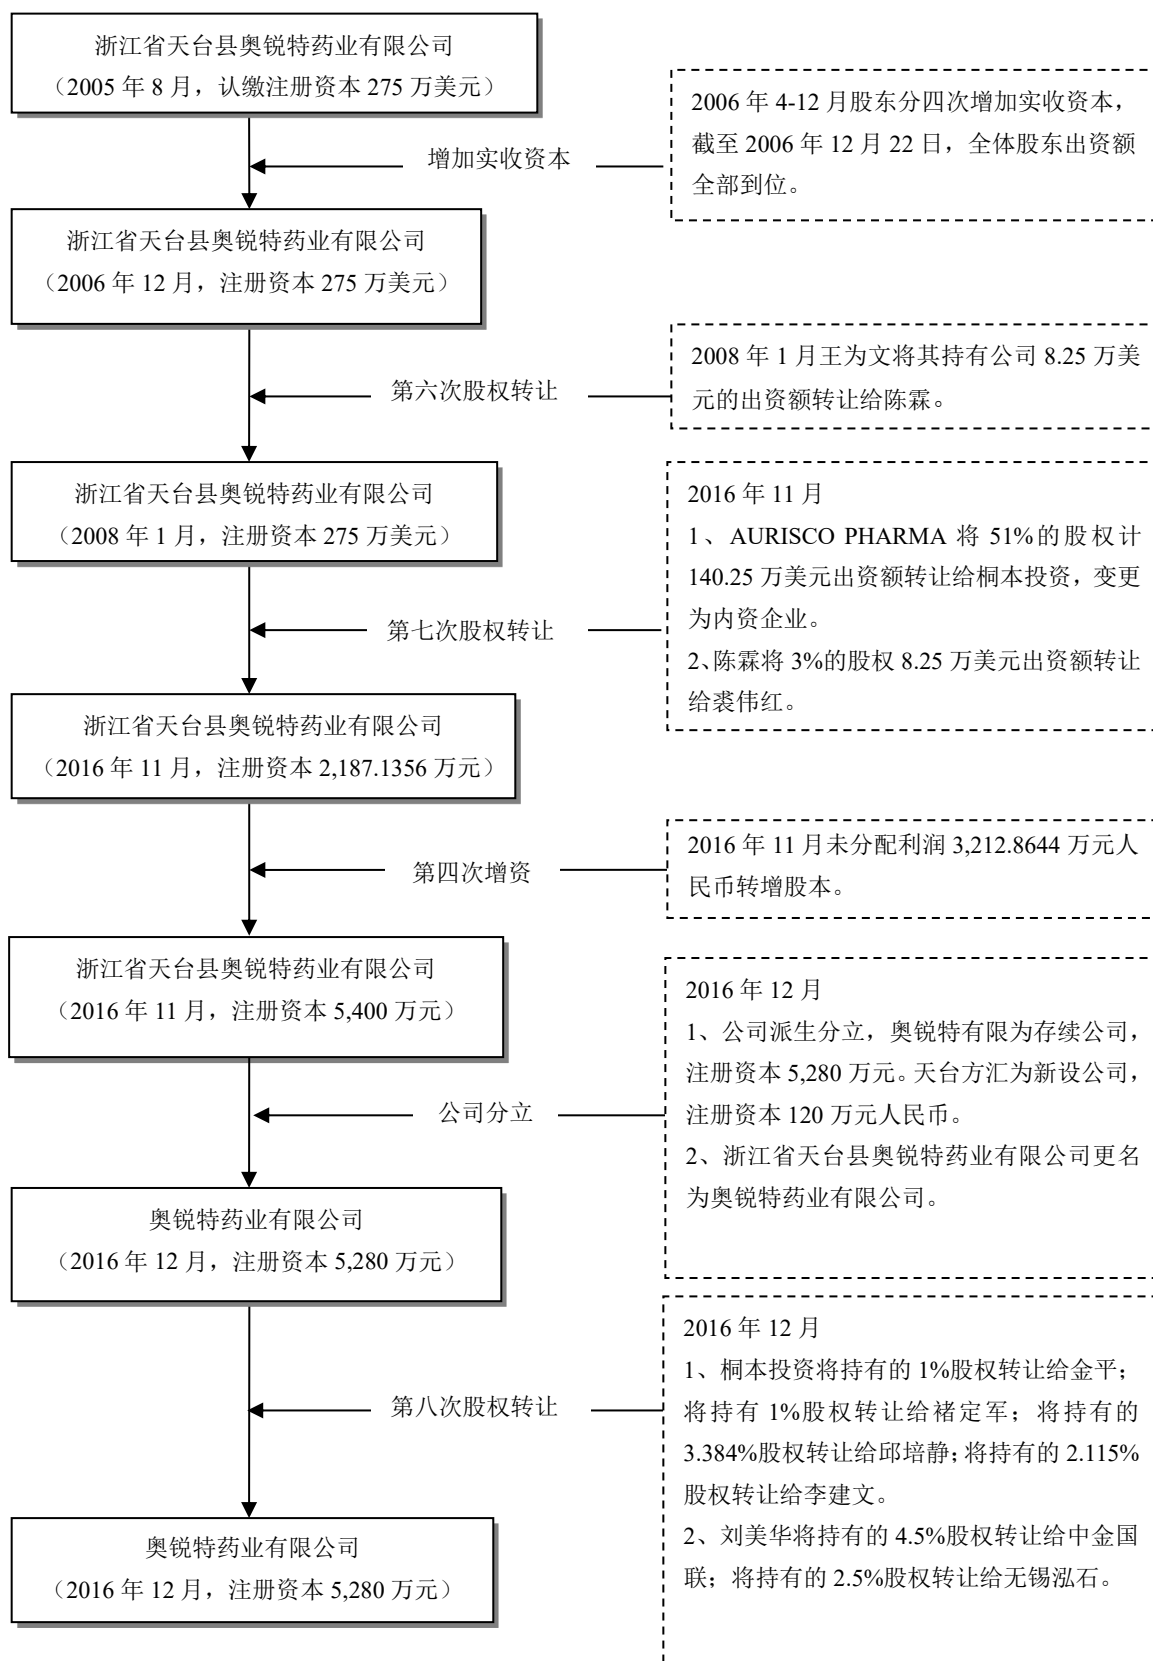 浙江省天台县奥锐特药业有限公司
（2005 年 8 月，认缴注册资本 275 万美元）
增加实收资本
2006 年 4-12 月股东分四次增加实收资本，
截至 2006 年 12 月 22 日，全体股东出资额
全部到位。
浙江省天台县奥锐特药业有限公司
（2006 年 12 月，注册资本 275 万美元）
第六次股权转让
2008 年 1 月王为文将其持有公司 8.25 万美
元的出资额转让给陈霖。
浙江省天台县奥锐特药业有限公司
（2008 年 1 月，注册资本 275 万美元）
第七次股权转让
2016 年 11 月
1、AURISCO PHARMA 将 51%的股权计
140.25 万美元出资额转让给桐本投资，变更
为内资企业。
2、陈霖将 3%的股权 8.25 万美元出资额转让
给裘伟红。
浙江省天台县奥锐特药业有限公司
（2016 年 11 月，注册资本 2,187.1356 万元）
第四次增资
2016 年 11 月未分配利润 3,212.8644 万元人
民币转增股本。
浙江省天台县奥锐特药业有限公司
（2016 年 11 月，注册资本 5,400 万元）
公司分立
2016 年 12 月
1、公司派生分立，奥锐特有限为存续公司，
注册资本 5,280 万元。天台方汇为新设公司，
注册资本 120 万元人民币。
2、浙江省天台县奥锐特药业有限公司更名
为奥锐特药业有限公司。
奥锐特药业有限公司
（2016 年 12 月，注册资本 5,280 万元）
第八次股权转让
2016 年 12 月
1、桐本投资将持有的 1%股权转让给金平；
将持有 1%股权转让给褚定军；将持有的
3.384%股权转让给邱培静；将持有的 2.115%
股权转让给李建文。
2、刘美华将持有的 4.5%股权转让给中金国
联；将持有的 2.5%股权转让给无锡泓石。
奥锐特药业有限公司
（2016 年 12 月，注册资本 5,280 万元）